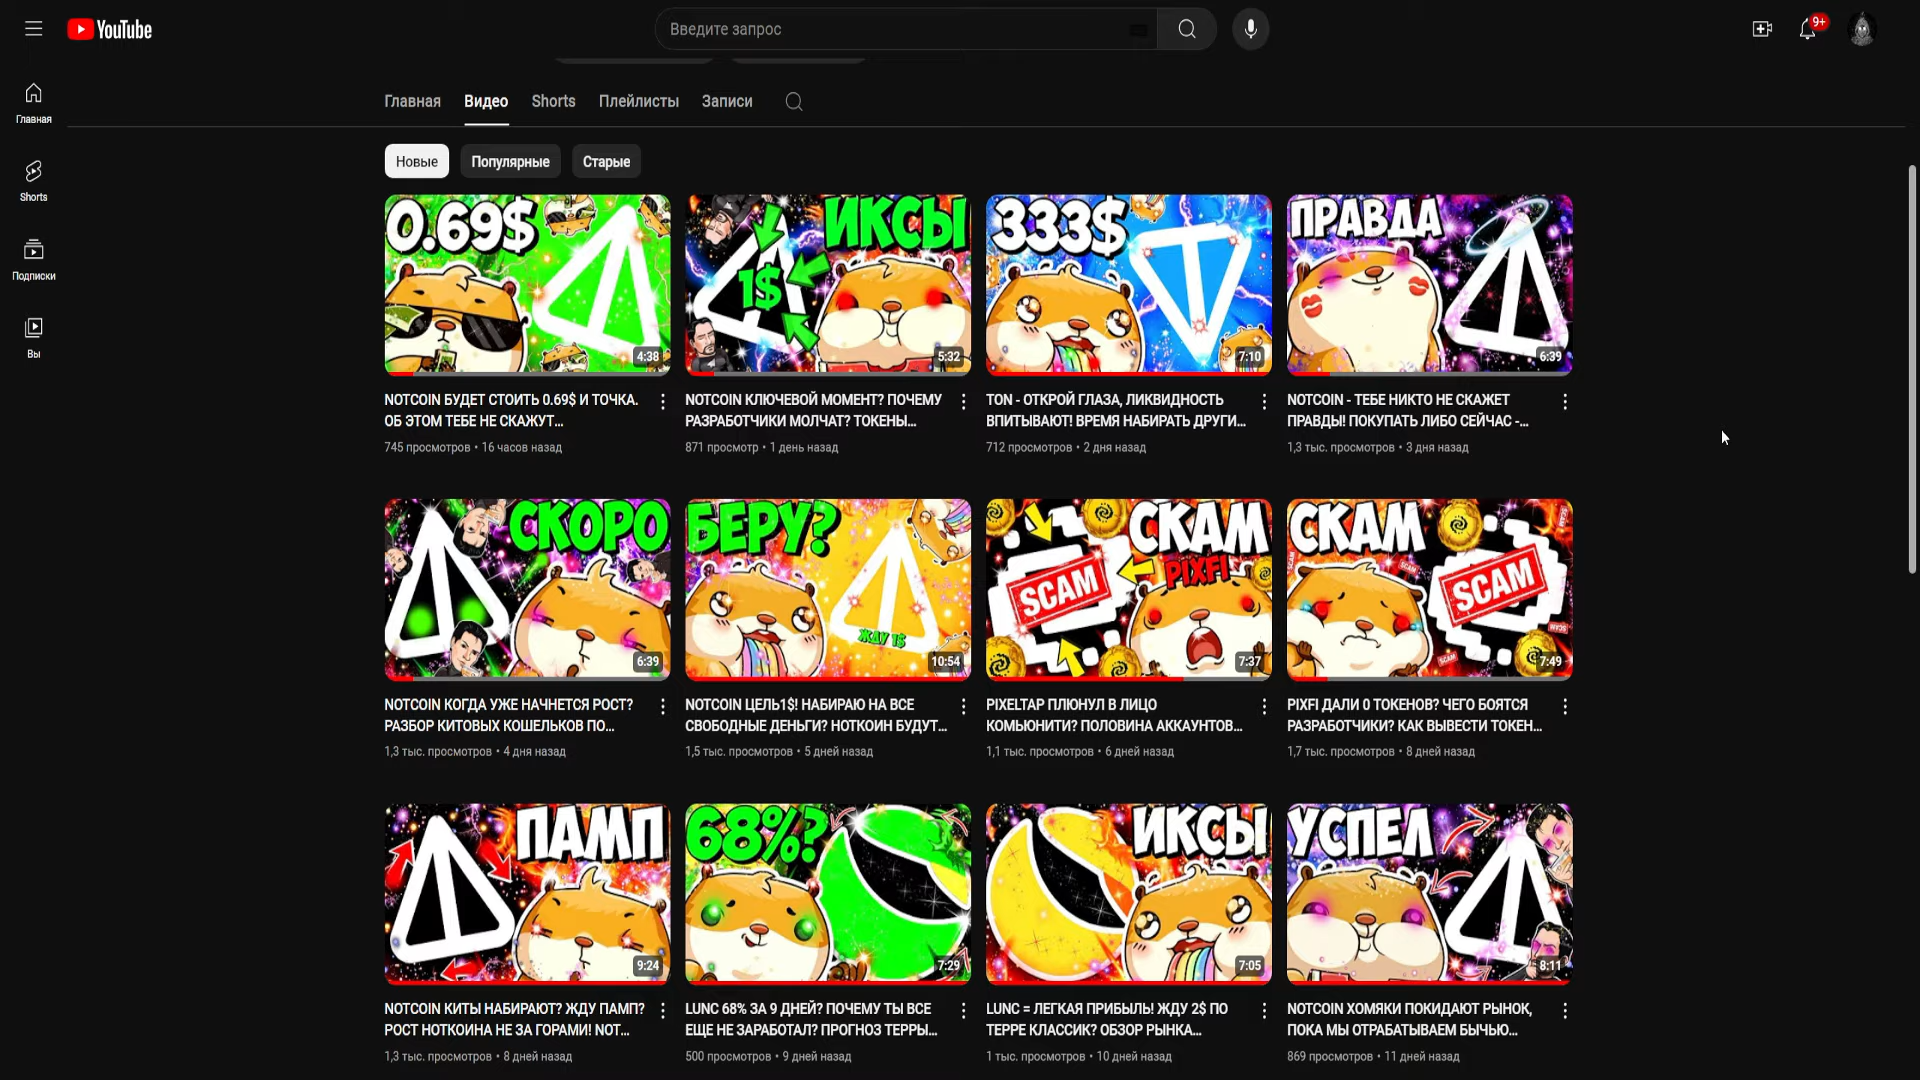 YouTube
Введите запрос
9+
Главная
Shorts
Подписки
Вы
Главная
Видео
Shorts
Плейлисты
Записи
Новые
Популярные
Старые
0.69$
4:38
NOTCOIN БУДЕТ СТОИТЬ 0.69$ И ТОЧКА.
ОБ ЭТОМ ТЕБЕ НЕ СКАЖУТ...
745 просмотров • 16 часов назад
ИКСЫ
1$
5:32
NOTCOIN КЛЮЧЕВОЙ МОМЕНТ? ПОЧЕМУ
РАЗРАБОТЧИКИ МОЛЧАТ? ТОКЕНЫ...
871 просмотр • 1 день назад
333$
7:10
TON - ОТКРОЙ ГЛАЗА, ЛИКВИДНОСТЬ
ВПИТЫВАЮТ! ВРЕМЯ НАБИРАТЬ ДРУГИ...
712 просмотров • 2 дня назад
ПРАВДА
6:39
NOTCOIN - ТЕБЕ НИКТО НЕ СКАЖЕТ
ПРАВДЫ! ПОКУПАТЬ ЛИБО СЕЙЧАС -...
1,3 тыс. просмотров • 3 дня назад
СКОРО
6:39
NOTCOIN КОГДА УЖЕ НАЧНЕТСЯ РОСТ?
РАЗБОР КИТОВЫХ КОШЕЛЬКОВ ПО...
1,3 тыс. просмотров • 4 дня назад
БЕРУ?
ЖДУ 1$
10:54
NOTCOIN ЦЕЛЬ1$! НАБИРАЮ НА ВСЕ
СВОБОДНЫЕ ДЕНЬГИ? НОТКОИН БУДУТ...
1,5 тыс. просмотров • 5 дней назад
СКАМ
PIXFI
SCAM
7:37
PIXELTAP ПЛЮНУЛ В ЛИЦО
КОМЬЮНИТИ? ПОЛОВИНА АККАУНТОВ...
1,1 тыс. просмотров • 6 дней назад
СКАМ
SCAM
SCAM
SCAM
SCAM
SCAM
SCAM
7:49
PIXFI ДАЛИ 0 ТОКЕНОВ? ЧЕГО БОЯТСЯ
РАЗРАБОТЧИКИ? КАК ВЫВЕСТИ ТОКЕН...
1,7 тыс. просмотров • 8 дней назад
ПАМП
9:24
NOTCOIN КИТЫ НАБИРАЮТ? ЖДУ ПАМП?
РОСТ НОТКОИНА НЕ ЗА ГОРАМИ! NOT...
1,3 тыс. просмотров • 8 дней назад
68%?
7:29
LUNC 68% ЗА 9 ДНЕЙ? ПОЧЕМУ ТЫ ВСЕ
ЕЩЕ НЕ ЗАРАБОТАЛ? ПРОГНОЗ ТЕРРЫ...
500 просмотров • 9 дней назад
ИКСЫ
7:05
LUNC = ЛЕГКАЯ ПРИБЫЛЬ! ЖДУ 2$ ПО
ТЕРРЕ КЛАССИК? ОБЗОР РЫНКА...
1 тыс. просмотров • 10 дней назад
УСПЕЛ
8:11
NOTCOIN ХОМЯКИ ПОКИДАЮТ РЫНОК,
ПОКА МЫ ОТРАБАТЫВАЕМ БЫЧЬЮ...
869 просмотров • 11 дней назад